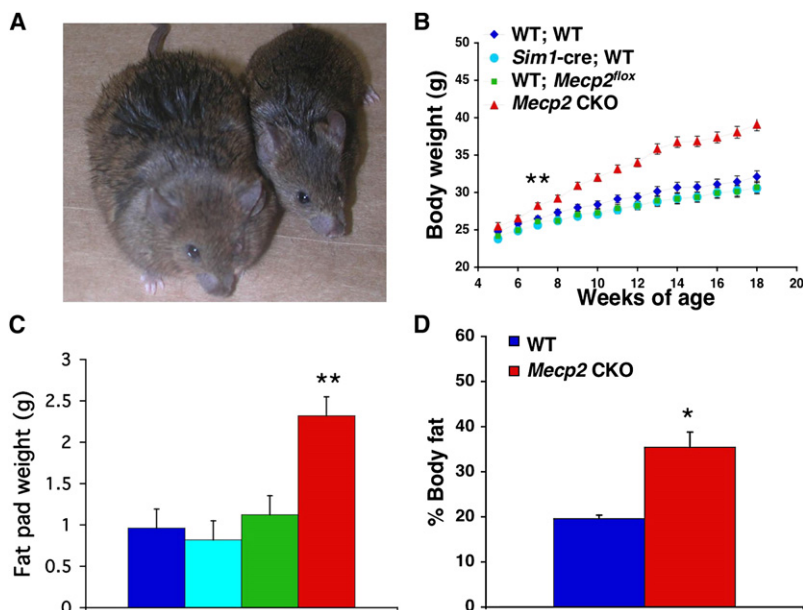 A
B
WT; WT
Sim1-cre; WT
WT; Mecp2flox
Mecp2 CKO
Body weight (g)
50
45
40
35
30
25
20
**
4 6 8 10 12 14 16 18 20
Weeks of age
C
Fat pad weight (g)
3
2.5
2
1.5
1
0.5
0
**
D
WT
Mecp2 CKO
% Body fat
60
50
40
30
20
10
0
*